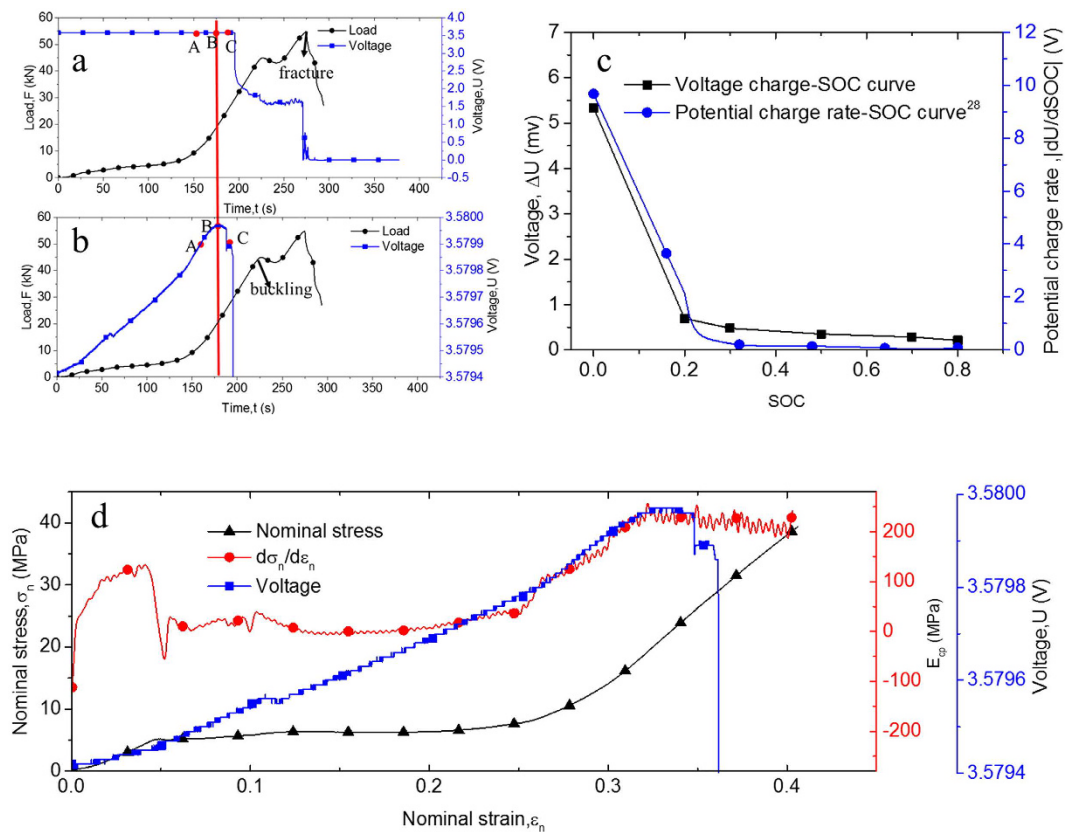 a
Load
Voltage
A
B
C
fracture
Load,F (kN)
60
50
40
30
20
10
0
Voltage,U (V)
4.0
3.5
3.0
2.5
2.0
1.5
1.0
0.5
0.0
-0.5
0 50 100 150 200 250 300 350 400
Time,t (s)
b
Load
Voltage
A
B
C
buckling
Load,F (kN)
60
50
40
30
20
10
0
Voltage,U (V)
3.5800
3.5799
3.5798
3.5796
3.5795
3.5794
0 50 100 150 200 250 300 350 400
Time,t (s)
c
Voltage charge-SOC curve
Potential charge rate-SOC curve28
Voltage, ΔU (mv)
7
6
5
4
3
2
1
0
Potential charge rate ,|dU/dSOC| (V)
12
10
8
6
4
2
0
0.0 0.2 0.4 0.6 0.8
SOC
d
Nominal stress
dσn/dεn
Voltage
Nominal stress,σn (MPa)
40
30
20
10
0
Ecp (MPa)
200
100
0
-100
-200
Voltage,U (V)
3.5800
3.5798
3.5796
3.5794
0.0 0.1 0.2 0.3 0.4
Nominal strain,εn